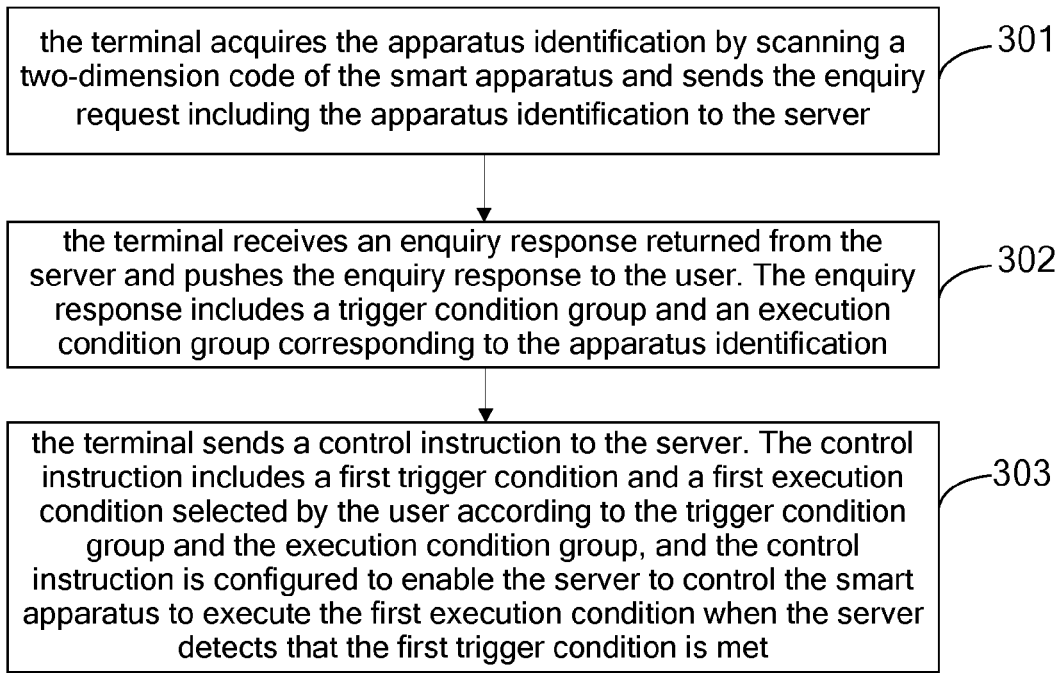 the terminal acquires the apparatus identification by scanning a
two-dimension code of the smart apparatus and sends the enquiry
request including the apparatus identification to the server
301
the terminal receives an enquiry response returned from the
server and pushes the enquiry response to the user. The enquiry
response includes a trigger condition group and an execution
condition group corresponding to the apparatus identification
302
the terminal sends a control instruction to the server. The control
instruction includes a first trigger condition and a first execution
condition selected by the user according to the trigger condition
group and the execution condition group, and the control
instruction is configured to enable the server to control the smart
apparatus to execute the first execution condition when the server
detects that the first trigger condition is met
303